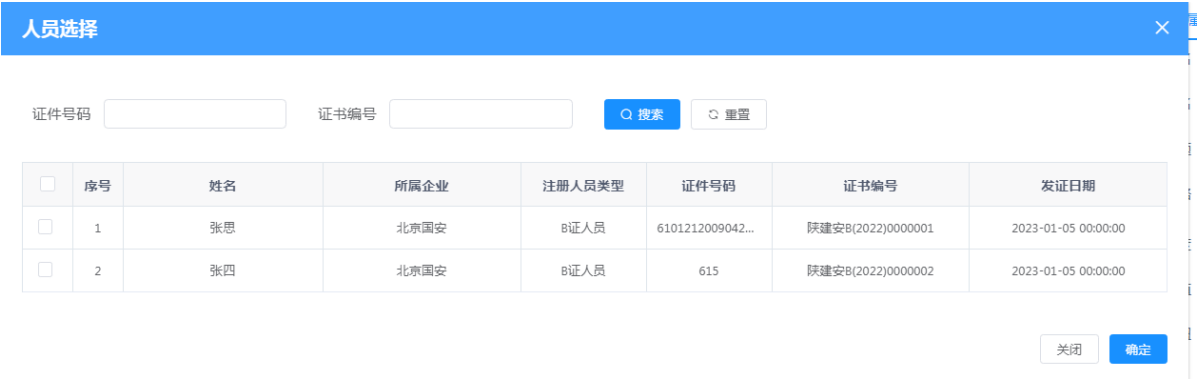 人员选择
证件号码 证书编号 搜索 重置
序号 姓名 所属企业 注册人员类型 证件号码 证书编号 发证日期
1 张思 北京国安 B证人员 6101212009042... 陕建安B(2022)0000001 2023-01-05 00:00:00
2 张四 北京国安 B证人员 615 陕建安B(2022)0000002 2023-01-05 00:00:00
关闭 确定